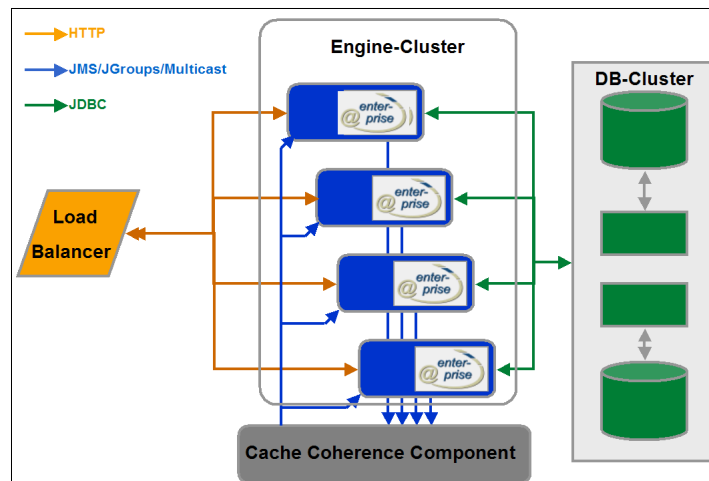 HTTP
JMS/JGroups/Multicast
JDBC
Engine-Cluster
DB-Cluster
enter-
@ prise
enter-
@ prise
enter-
@ prise
enter-
@ prise
Load
Balancer
Cache Coherence Component